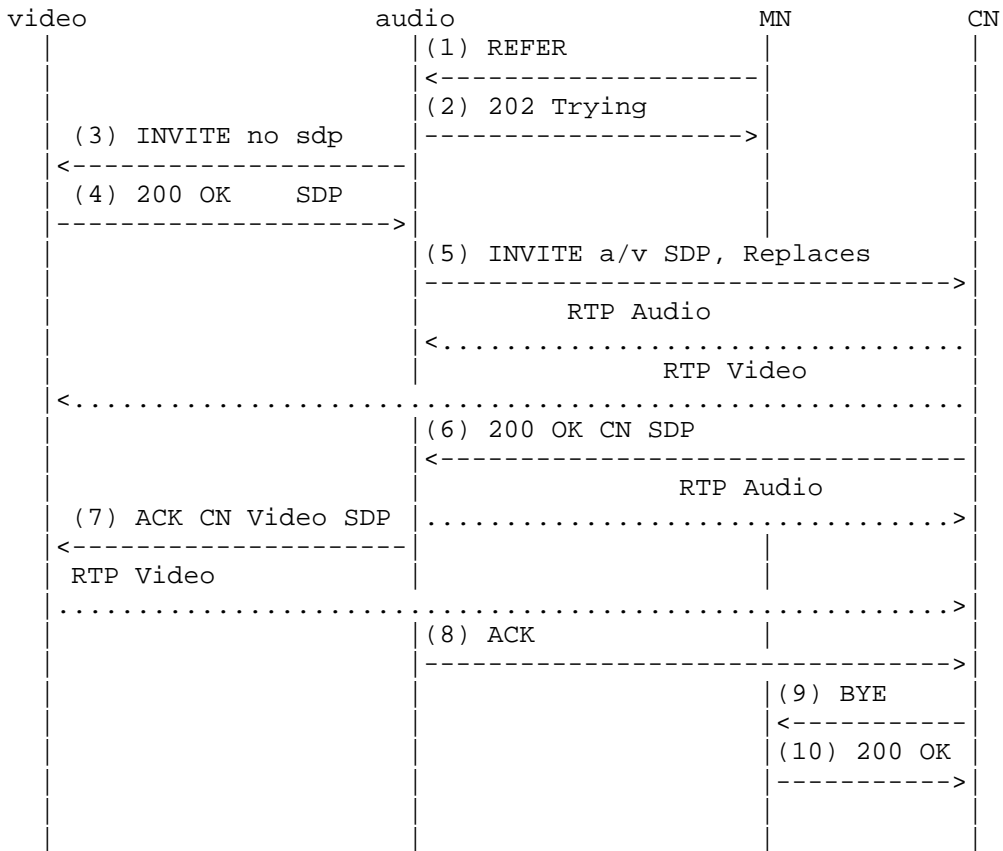 video audio MN CN
(1) REFER
(2) 202 Trying
(3) INVITE no sdp
(4) 200 OK SDP
(5) INVITE a/v SDP, Replaces
RTP Audio
RTP Video
(6) 200 OK CN SDP
RTP Audio
(7) ACK CN Video SDP
RTP Video
(8) ACK
(9) BYE
(10) 200 OK